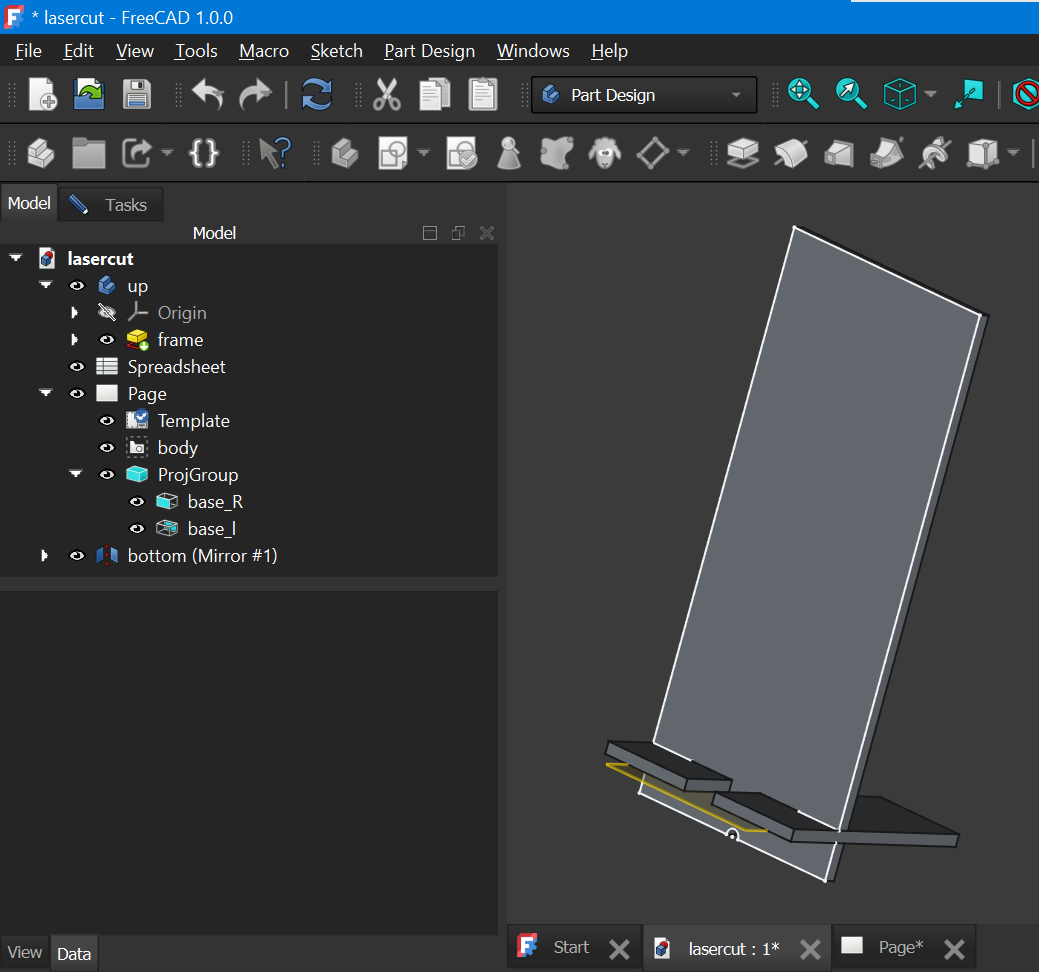 * lasercut - FreeCAD 1.0.0
File Edit View Tools Macro Sketch Part Design Windows Help
Part Design
Model Tasks
Model
lasercut
up
Origin
frame
Spreadsheet
Page
Template
body
ProjGroup
base_R
base_l
bottom (Mirror #1)
View Data
Start lasercut : 1* Page*